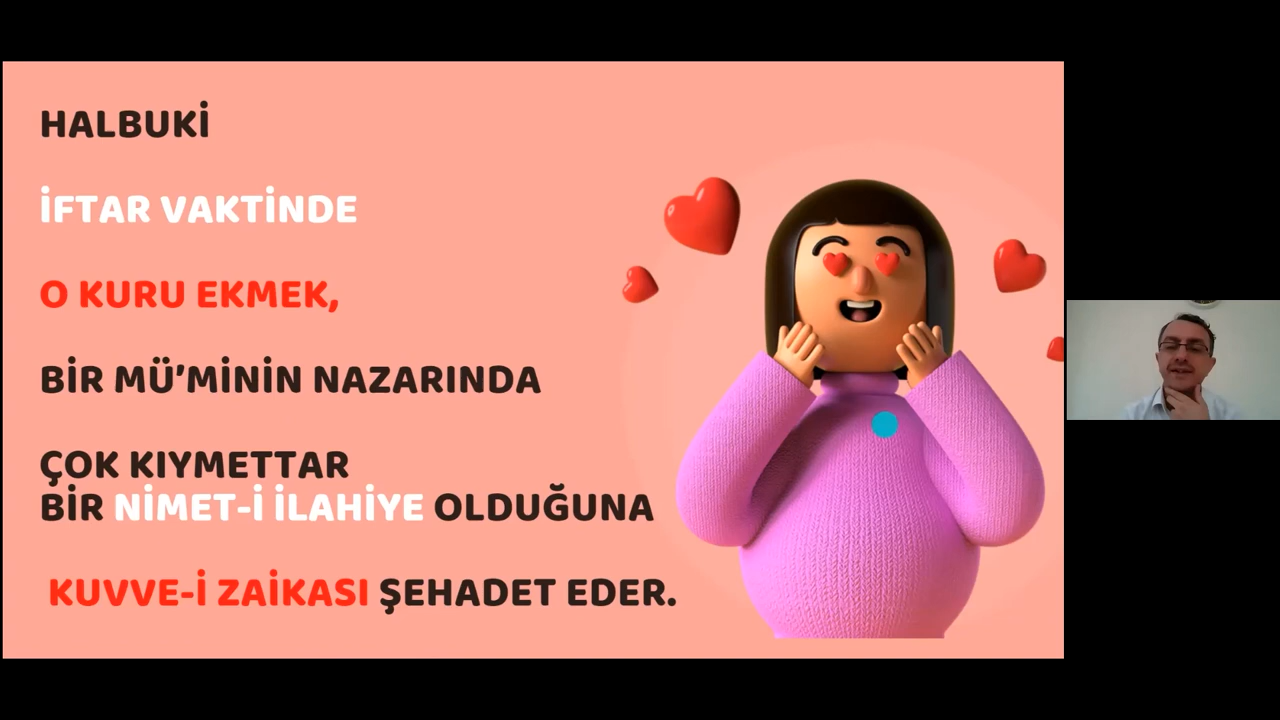 HALBUKİ
İFTAR VAKTİNDE
O KURU EKMEK,
BİR MÜ'MİNİN NAZARINDA
ÇOK KIYMETTAR
BİR NİMET-İ İLAHİYE OLDUĞUNA
KUVVE-İ ZAİKASI ŞEHADET EDER.